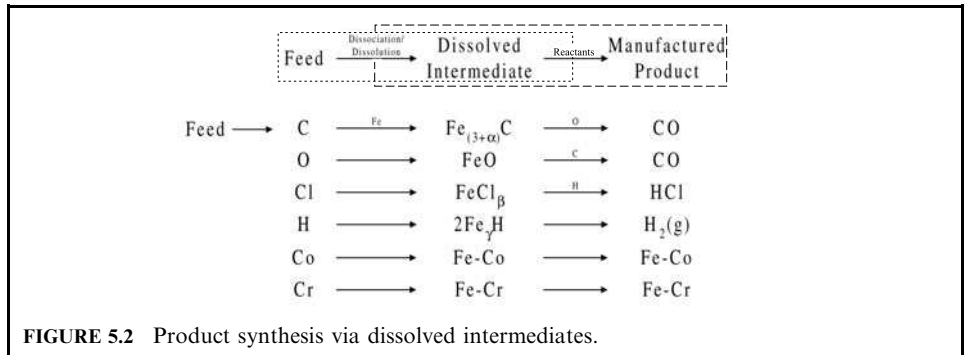 Feed Dissociation/ Dissolution Dissolved Intermediate Reactants Manufactured Product
Feed C Fe Fe(3+α)C O CO
O FeO C CO
Cl FeClβ H HCl
H 2FeγH H2(g)
Co Fe-Co Fe-Co
Cr Fe-Cr Fe-Cr
FIGURE 5.2 Product synthesis via dissolved intermediates.